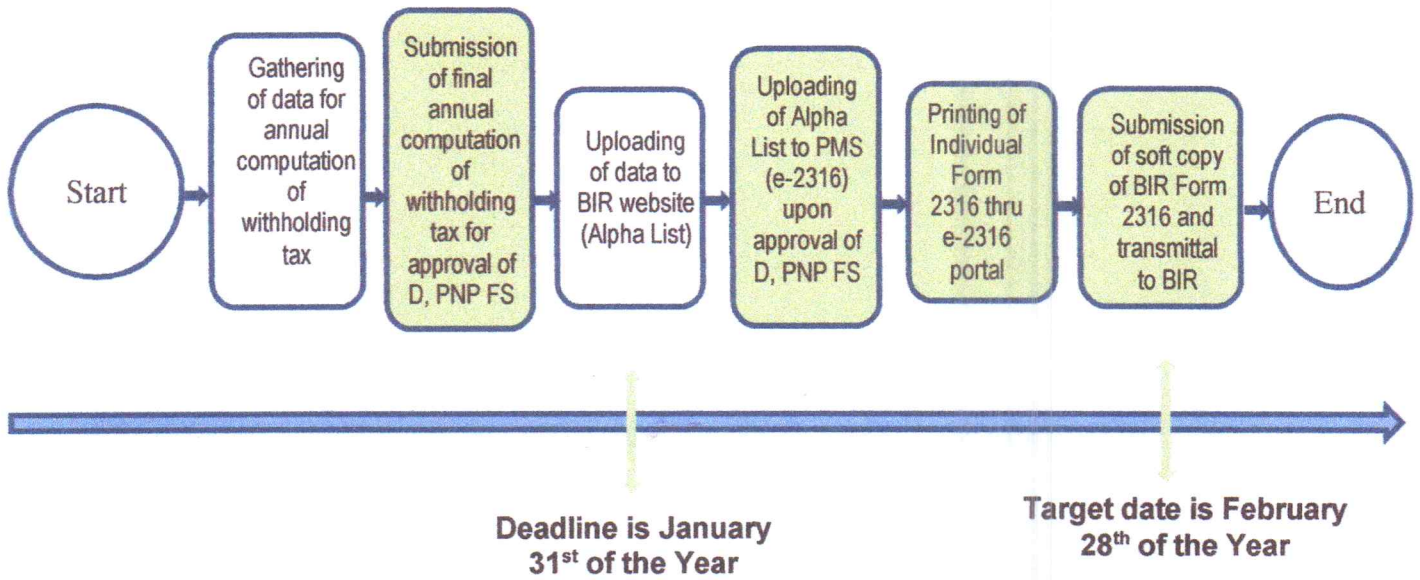 Start
Gathering
of data for
annual
computation
of
withholding
tax
Submission
of final
annual
computation
of
withholding
tax for
approval of
D, PNP FS
Uploading
of data to
BIR website
(Alpha List)
Uploading
of Alpha
List to PMS
(e-2316)
upon
approval of
D, PNP FS
Printing of
Individual
Form
2316 thru
e-2316
portal
Submission
of soft copy
of BIR Form
2316 and
transmittal
to BIR
End
Deadline is January
31st of the Year
Target date is February
28th of the Year